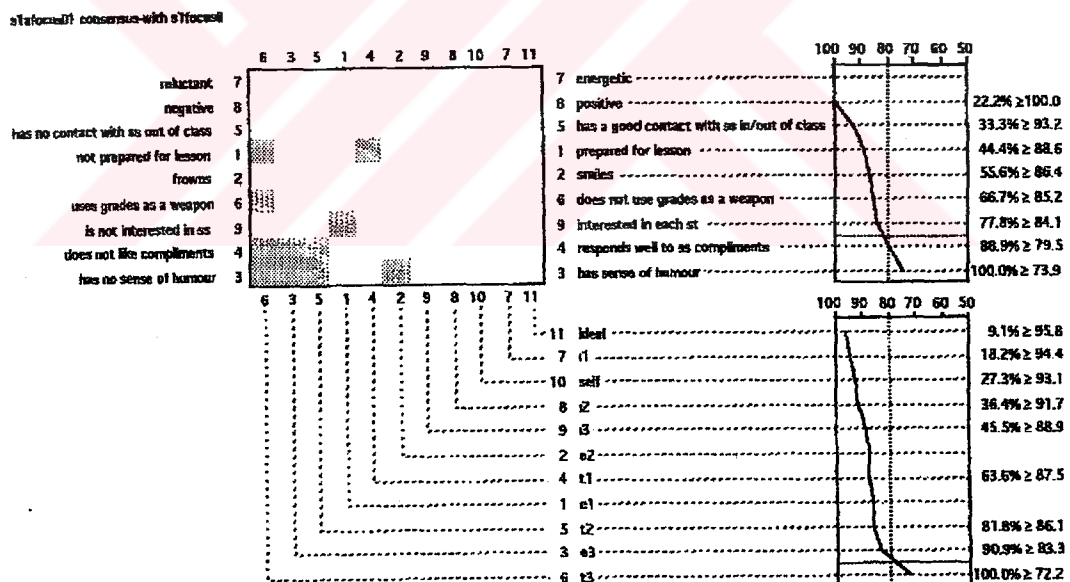 s1afocus01 consensus-with s1focusii
6 3 5 1 4 2 9 8 10 7 11
100 90 80 70 60 50
reluctant 7 7 energetic
negative 8 8 positive 22.2% ≥100.0
has no contact with ss out of class 5 5 has a good contact with ss in/out of class 33.3% ≥ 93.2
not prepared for lesson 1 1 prepared for lesson 44.4% ≥ 88.6
frowns 2 2 smiles 55.6% ≥ 86.4
uses grades as a weapon 6 6 does not use grades as a weapon 66.7% ≥ 85.2
is not interested in ss 9 9 interested in each st 77.8% ≥ 84.1
does not like compliments 4 4 responds well to ss compliments 88.9% ≥ 79.5
has no sense of humour 3 3 has sense of humour 100.0% ≥ 73.9
6 3 5 1 4 2 9 8 10 7 11
100 90 80 70 60 50
11 ideal 9.1% ≥ 95.8
7 i1 18.2% ≥ 94.4
10 self 27.3% ≥ 93.1
8 i2 36.4% ≥ 91.7
9 i3 45.5% ≥ 88.9
2 e2
4 t1 63.6% ≥ 87.5
1 e1
5 t2 81.8% ≥ 86.1
3 e3 90.9% ≥ 83.3
6 t3 100.0% ≥ 72.2